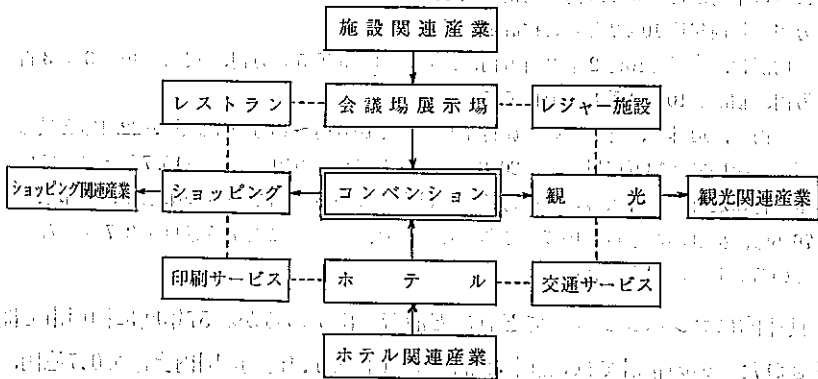 施設関連産業
レストラン
会議場展示場
レジャー施設
ショッピング関連産業
ショッピング
コンベンション
観光
観光関連産業
印刷サービス
ホテル
交通サービス
ホテル関連産業